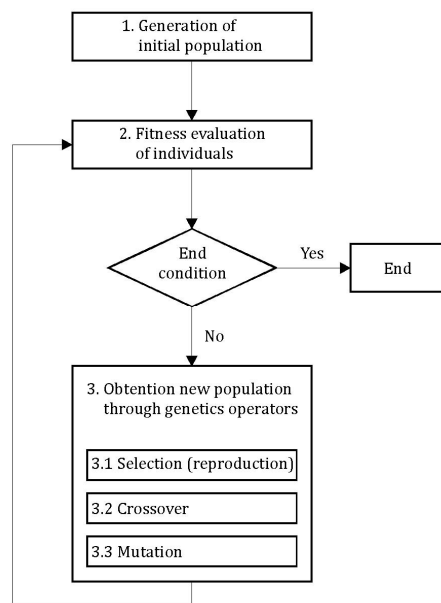 1. Generation of
initial population
2. Fitness evaluation
of individuals
End
condition
Yes
End
No
3. Obtention new population
through genetics operators
3.1 Selection (reproduction)
3.2 Crossover
3.3 Mutation